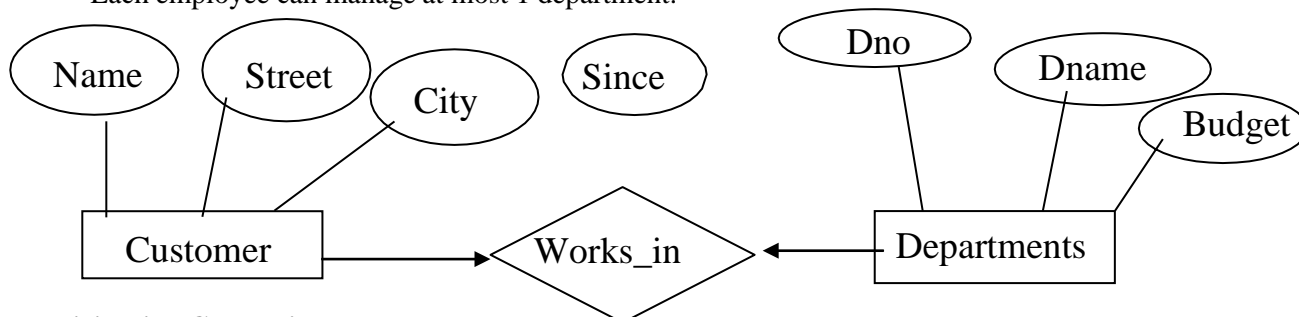 Each employee can manage at most 1 department.
Name Street City Since Dno Dname Budget
Customer Works_in Departments